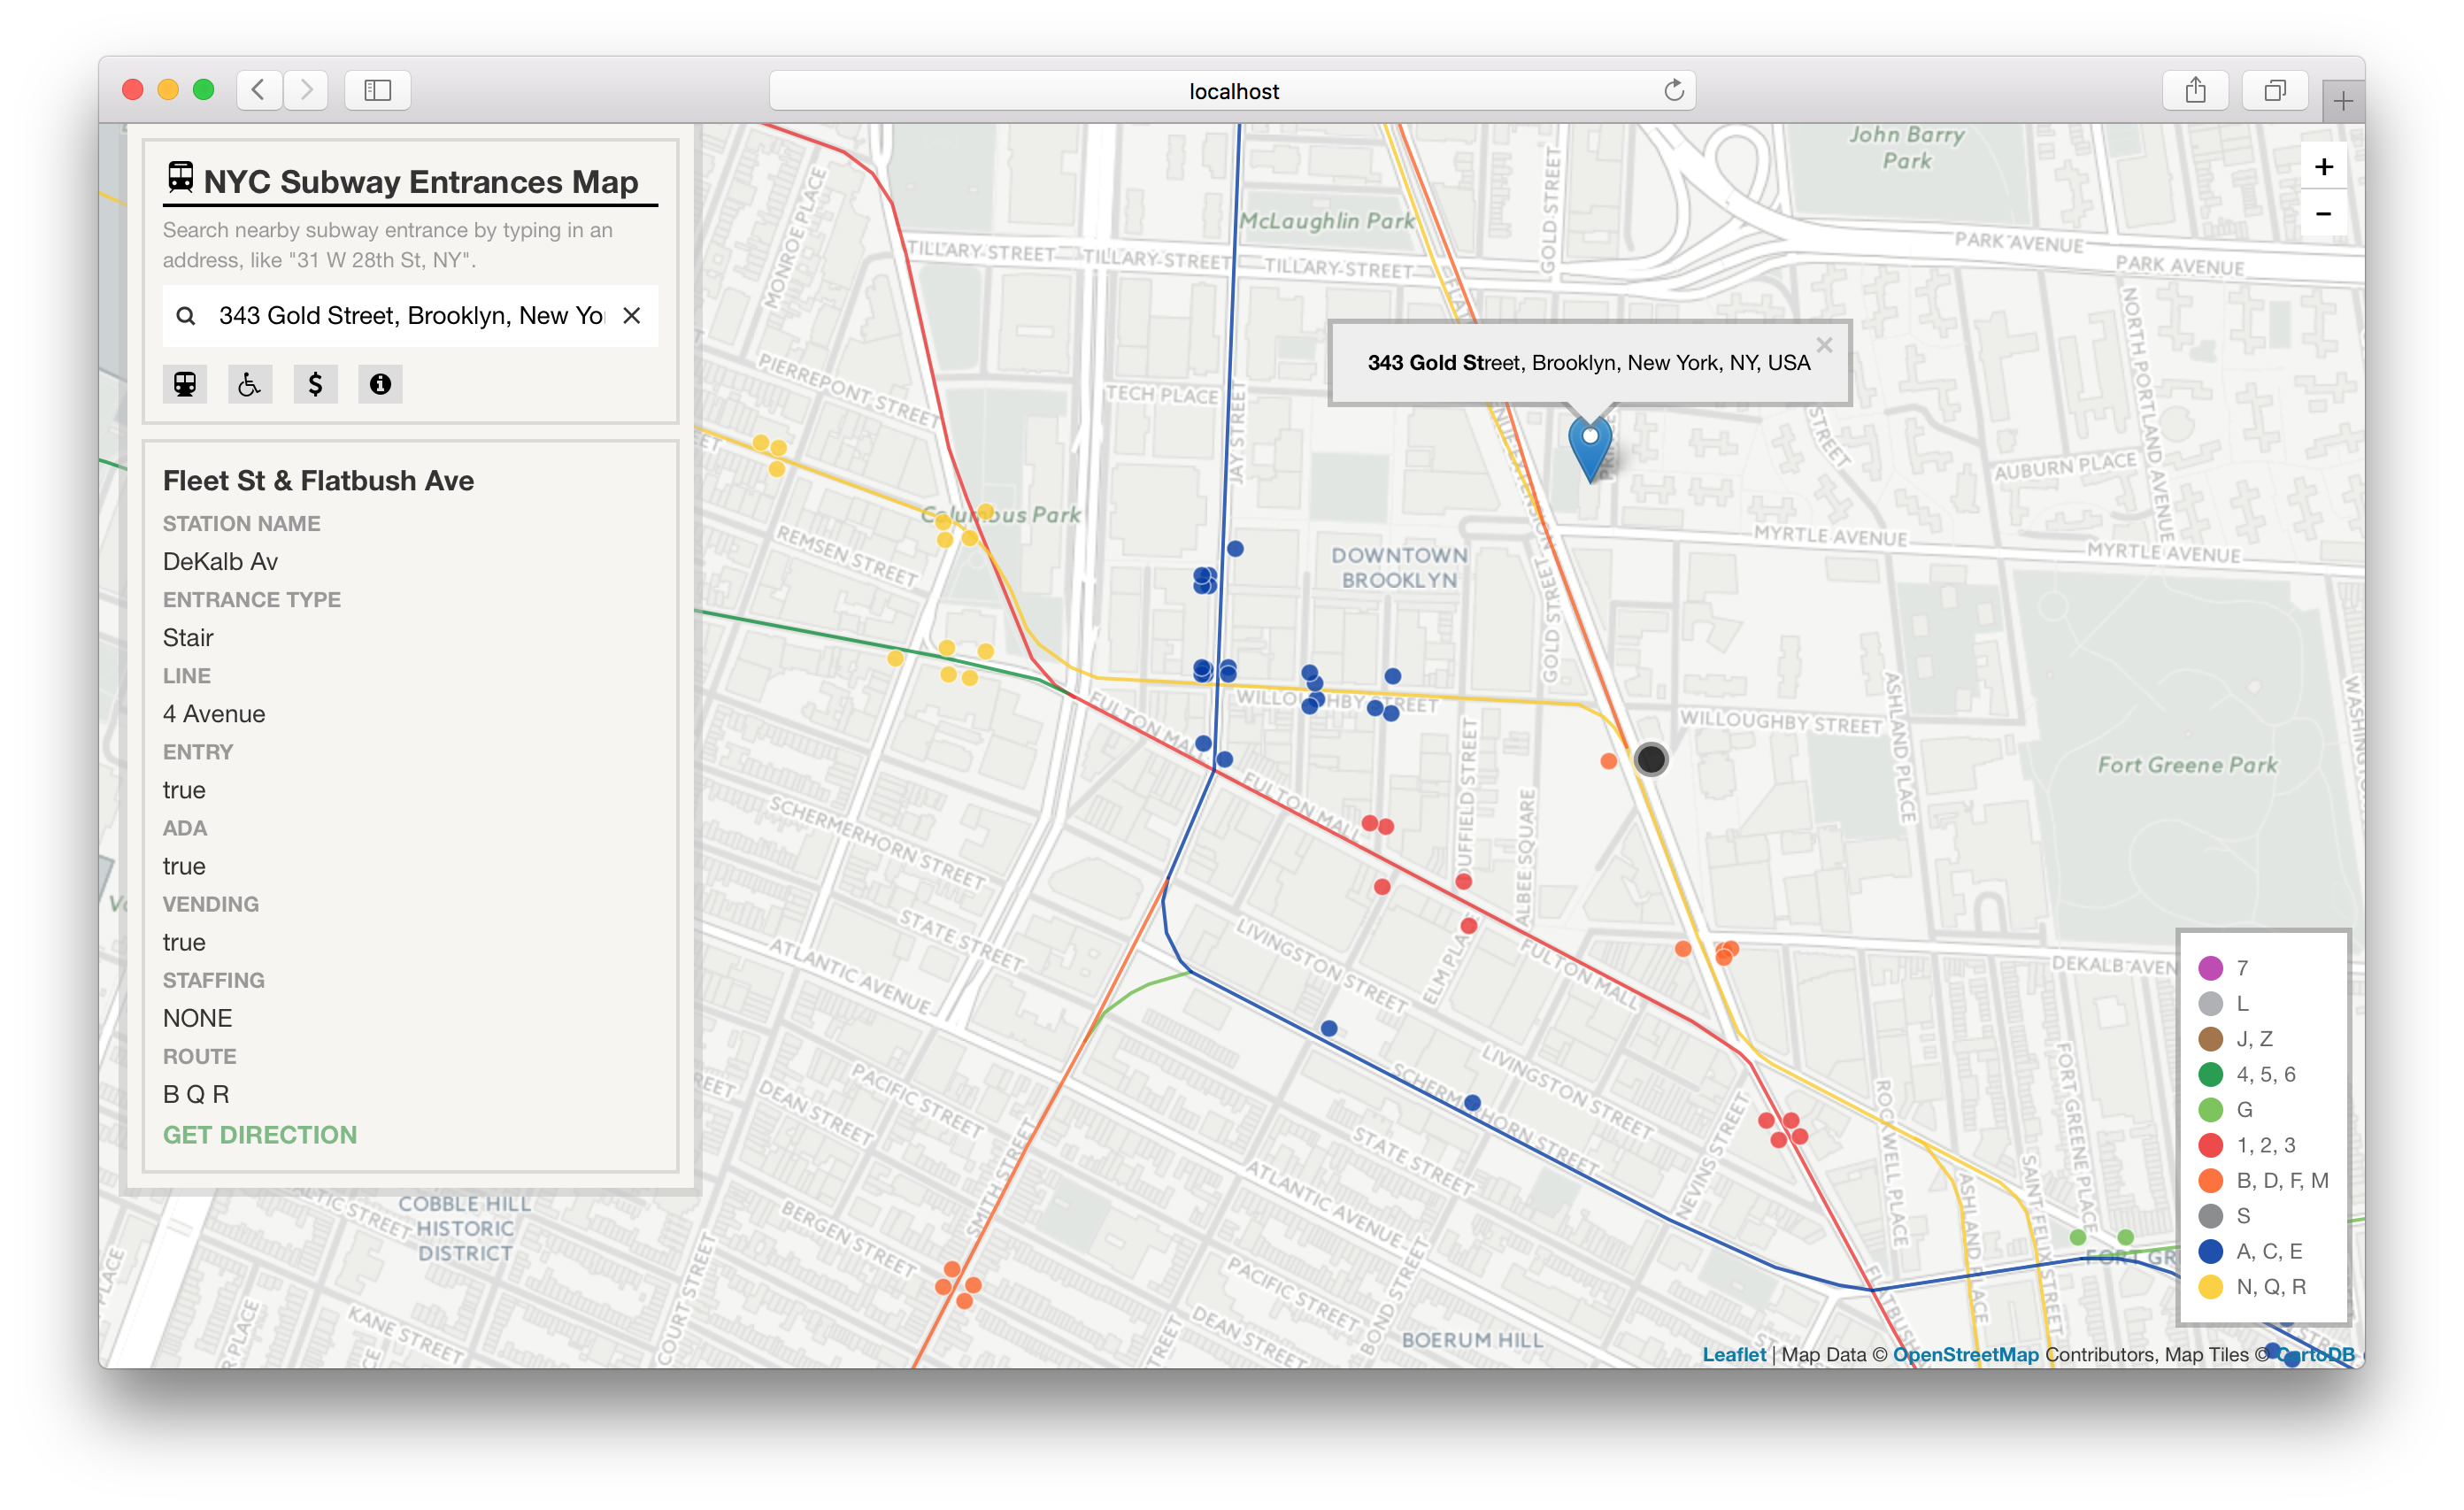 localhost
NYC Subway Entrances Map
Search nearby subway entrance by typing in an
address, like "31 W 28th St, NY".
343 Gold Street, Brooklyn, New Yo
Fleet St & Flatbush Ave
STATION NAME
DeKalb Av
ENTRANCE TYPE
Stair
LINE
4 Avenue
ENTRY
true
ADA
true
VENDING
true
STAFFING
NONE
ROUTE
B Q R
GET DIRECTION
John Barry
Park
+
−
McLaughlin Park
MONROE PLACE
TILLARY STREET
TILLARY STREET
TILLARY STREET
GOLD STREET
PARK AVENUE
PARK AVENUE
NORTH PORTLAND AVENUE
343 Gold Street, Brooklyn, New York, NY, USA
PIERREPONT STREET
TECH PLACE
JAY STREET
STREET
AUBURN PLACE
Columbus Park
REMSEN STREET
DOWNTOWN
BROOKLYN
MYRTLE AVENUE
MYRTLE AVENUE
GOLD STREET
GOLD STREET
FULTON MALL
WILLOUGHBY STREET
WILLOUGHBY STREET
ASHLAND PLACE
Fort Greene Park
FULTON MALL
DUFFIELD STREET
ALBEE SQUARE
SCHERMERHORN STREET
STATE STREET
ATLANTIC AVENUE
LIVINGSTON STREET
ELM PLA
FULTON MALL
DEKALB AVEN
PACIFIC STREET
DEAN STREET
SCHERMERHORN STREET
LIVINGSTON STREET
STATE STREET
ATLANTIC AVENUE
NEVINS STREET
ROCKWELL PLACE
FORT GREENE PLACE
SAINT FELIX STREET
ASHLAND PLACE
SMITH STREET
BERGEN STREET
COBBLE HILL
HISTORIC
DISTRICT
COURT STREET
KANE STREET
PACIFIC STREET
DEAN STREET
BOND STREET
BOERUM HILL
FORT GR
FLATBUSH
7
L
J, Z
4, 5, 6
G
1, 2, 3
B, D, F, M
S
A, C, E
N, Q, R
Leaflet | Map Data © OpenStreetMap Contributors, Map Tiles © CartoDB